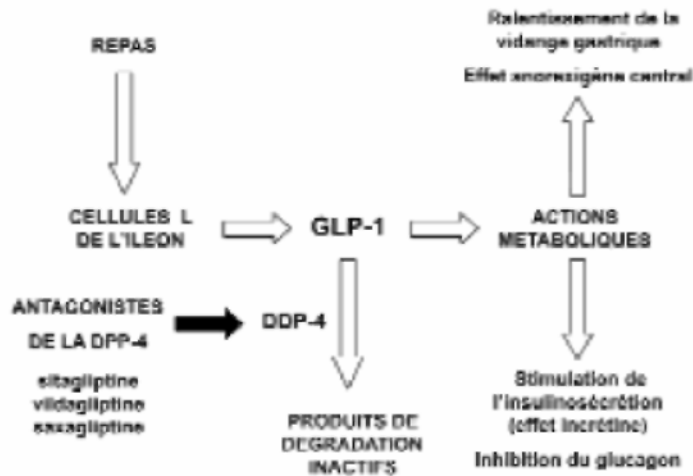 REPAS
Ralentissement de la
vidange gastrique
Effet anorexigène central
CELLULES L
DE L'ILEON
GLP-1
ACTIONS
METABOLIQUES
ANTAGONISTES
DE LA DPP-4
DDP-4
sitagliptine
vildagliptine
saxagliptine
PRODUITS DE
DEGRADATION
INACTIFS
Stimulation de
l'insulinosécrétion
(effet incrétine)
Inhibition du glucagon